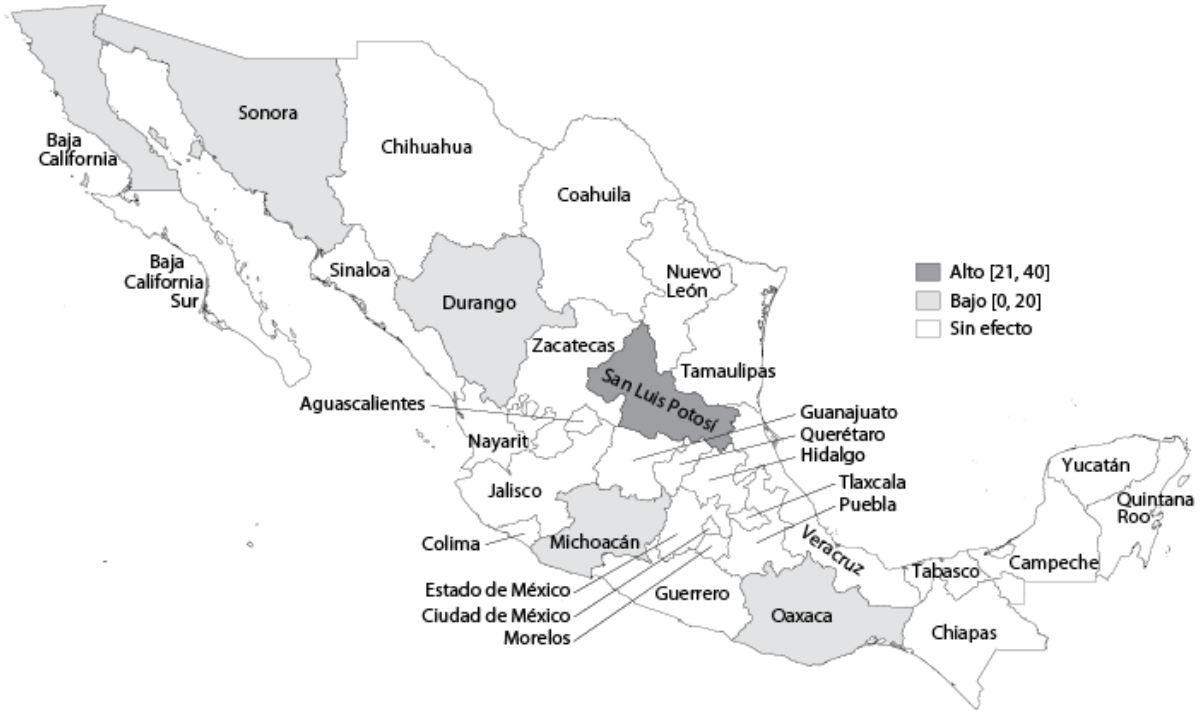 Sonora
Baja
California
Chihuahua
Coahuila
Baja
California
Sur
Sinaloa
Nuevo
León
Durango
Alto [21, 40]
Bajo [0, 20]
Sin efecto
Zacatecas
Tamaulipas
San Luis Potosí
Aguascalientes
Guanajuato
Querétaro
Hidalgo
Nayarit
Tlaxcala
Puebla
Jalisco
Yucatán
Quintana
Roo
Colima
Michoacán
Veracruz
Tabasco
Campeche
Estado de México
Ciudad de México
Morelos
Guerrero
Oaxaca
Chiapas